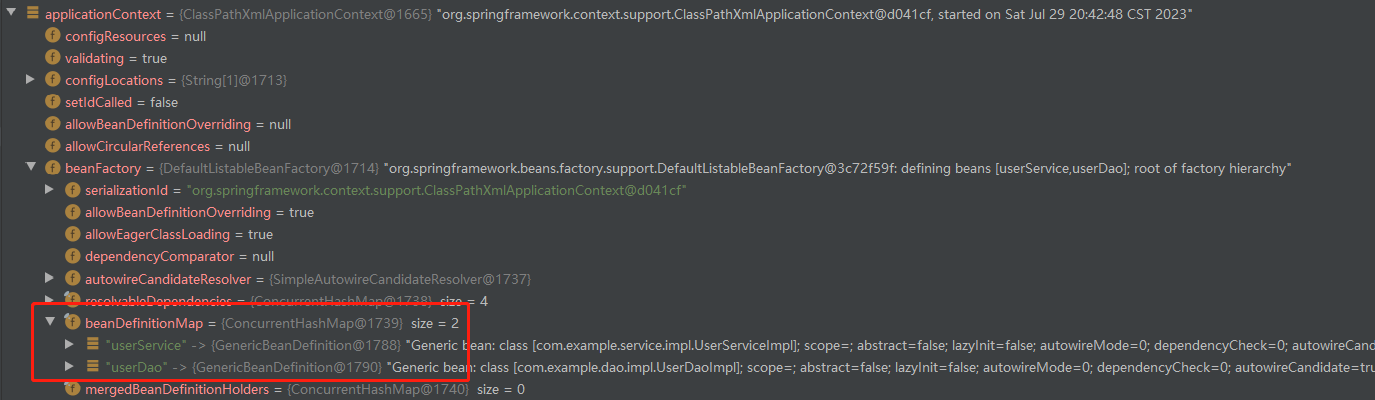 applicationContext = {ClassPathXmlApplicationContext@1665} "org.springframework.context.support.ClassPathXmlApplicationContext@d041cf, started on Sat Jul 29 20:42:48 CST 2023"
f configResources = null
f validating = true
f configLocations = {String[1]@1713}
f setIdCalled = false
f allowBeanDefinitionOverriding = null
f allowCircularReferences = null
f beanFactory = {DefaultListableBeanFactory@1714} "org.springframework.beans.factory.support.DefaultListableBeanFactory@3c72f59f: defining beans [userService,userDao]; root of factory hierarchy"
f serializationId = "org.springframework.context.support.ClassPathXmlApplicationContext@d041cf"
f allowBeanDefinitionOverriding = true
f allowEagerClassLoading = true
f dependencyComparator = null
f autowireCandidateResolver = {SimpleAutowireCandidateResolver@1737}
f resolvableDependencies = {ConcurrentHashMap@1738} size = 4
f beanDefinitionMap = {ConcurrentHashMap@1739} size = 2
"userService" -> {GenericBeanDefinition@1788} "Generic bean: class [com.example.service.impl.UserServiceImpl]; scope=; abstract=false; lazyInit=false; autowireMode=0; dependencyCheck=0; autowireCand
"userDao" -> {GenericBeanDefinition@1790} "Generic bean: class [com.example.dao.impl.UserDaoImpl]; scope=; abstract=false; lazyInit=false; autowireMode=0; dependencyCheck=0; autowireCandidate=tru
f mergedBeanDefinitionHolders = {ConcurrentHashMap@1740} size = 0